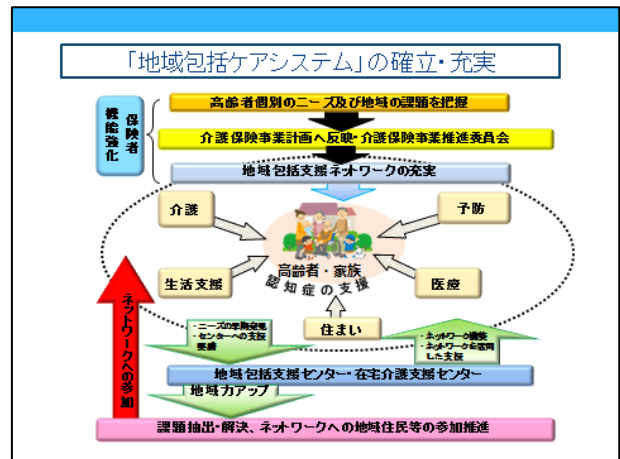 「地域包括ケアシステム」の確立・充実
保険者
機能強化
高齢者個別のニーズ及び地域の課題を把握
介護保険事業計画へ反映・介護保険事業推進委員会
地域包括支援ネットワークの充実
介護
予防
高齢者・家族
認知症の支援
生活支援
医療
住まい
ネットワークへの参加
・ニーズの早期発見
・センターへの支援
要請
・ネットワーク構築
・ネットワークを活用
した支援
地域包括支援センター・在宅介護支援センター
地域力アップ
課題抽出・解決、ネットワークへの地域住民等の参加推進